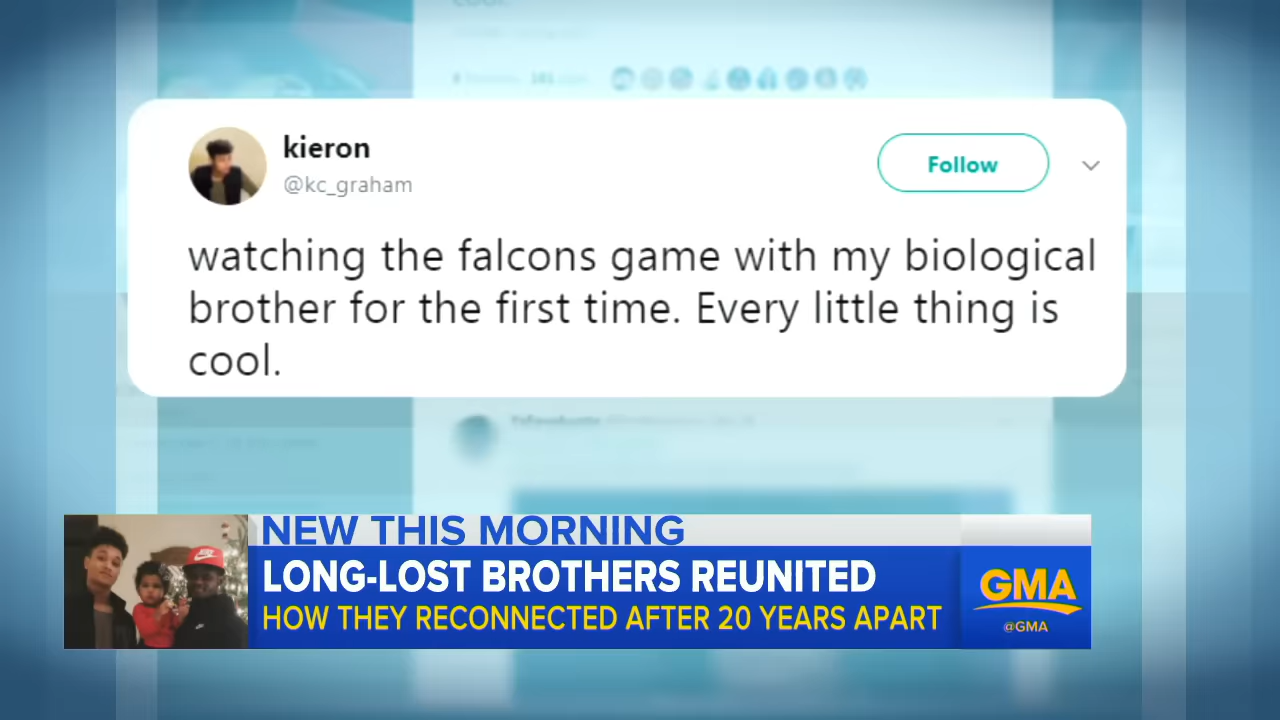 kieron
@kc_graham
Follow
watching the falcons game with my biological
brother for the first time. Every little thing is
cool.
NEW THIS MORNING
LONG-LOST BROTHERS REUNITED
HOW THEY RECONNECTED AFTER 20 YEARS APART
GMA
@GMA